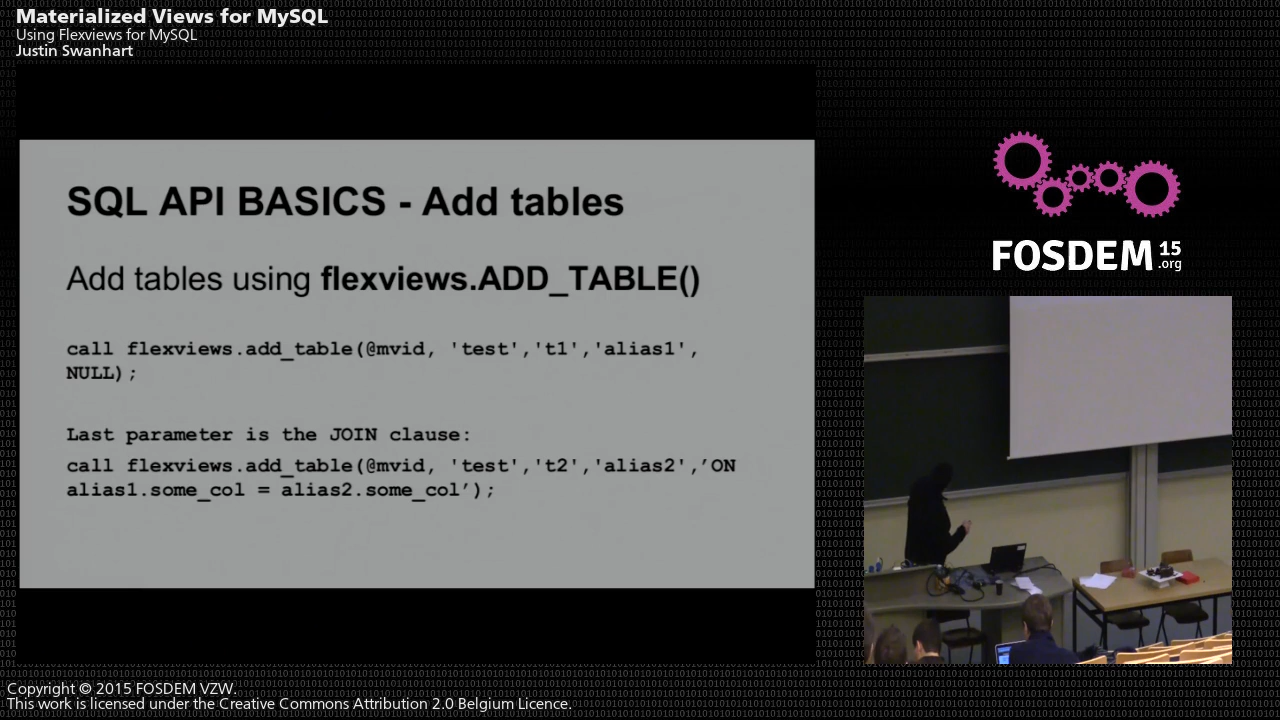 Materialized Views for MySQL
Using Flexviews for MySQL
Justin Swanhart
SQL API BASICS - Add tables
Add tables using flexviews.ADD_TABLE()
call flexviews.add_table(@mvid, 'test','t1','alias1',
NULL);
Last parameter is the JOIN clause:
call flexviews.add_table(@mvid, 'test','t2','alias2',’ON
alias1.some_col = alias2.some_col’);
FOSDEM 15
.org
Copyright © 2015 FOSDEM VZW.
This work is licensed under the Creative Commons Attribution 2.0 Belgium Licence.